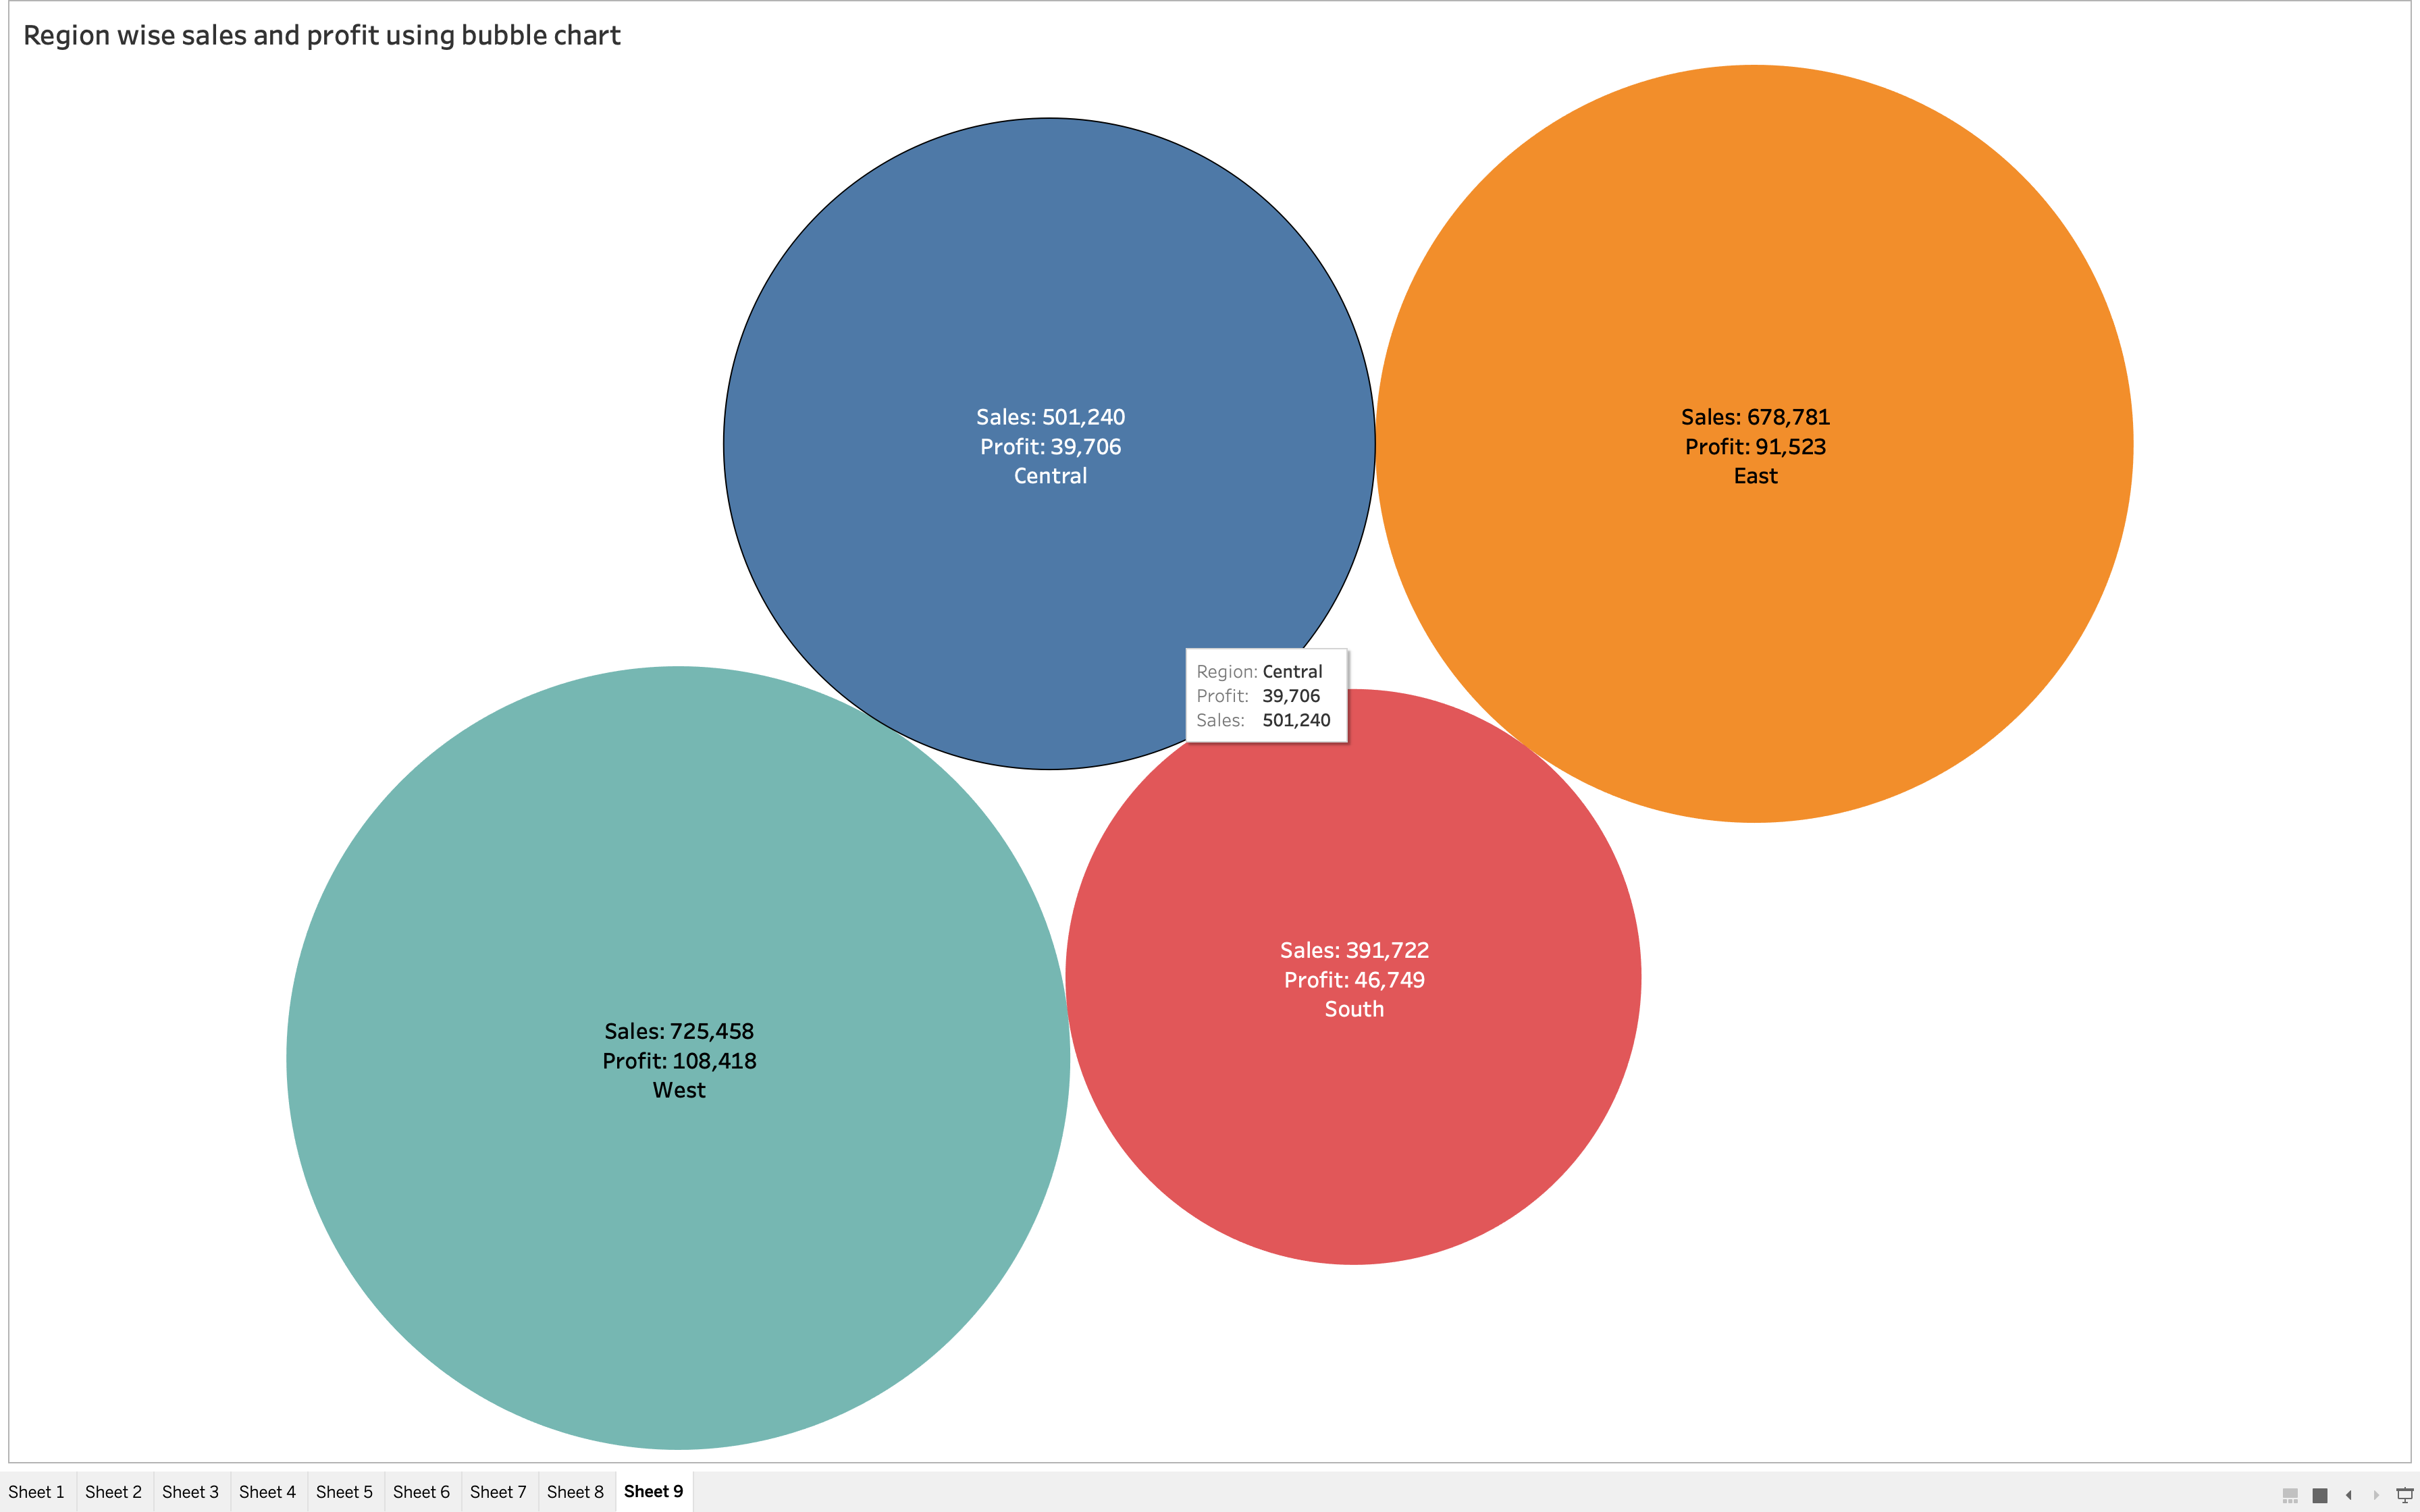 Region wise sales and profit using bubble chart
Sales: 501,240
Profit: 39,706
Central
Sales: 678,781
Profit: 91,523
East
Region: Central
Profit: 39,706
Sales: 501,240
Sales: 391,722
Profit: 46,749
South
Sales: 725,458
Profit: 108,418
West
Sheet 1 Sheet 2 Sheet 3 Sheet 4 Sheet 5 Sheet 6 Sheet 7 Sheet 8 Sheet 9